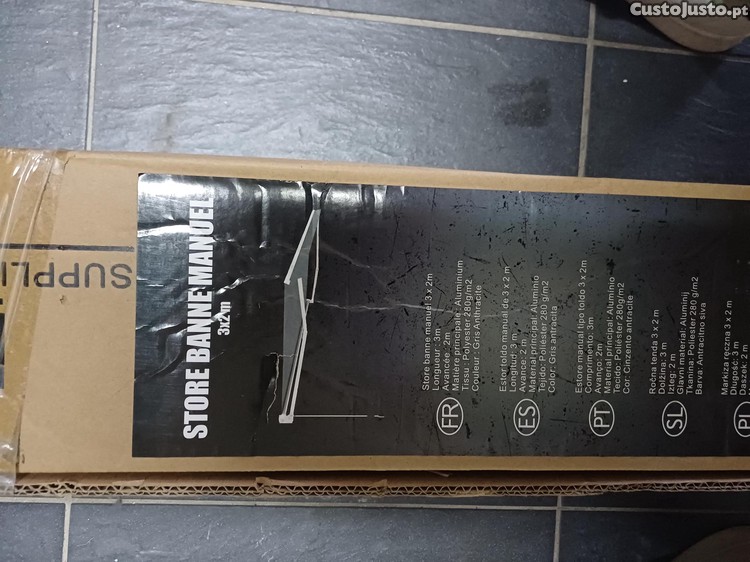 CustoJusto.pt
SUPPLI
STORE BANNE MANUEL
3x2m
FR
Store banne manuel 3 x 2m
Longueur : 3m
Avancée : 2m
Matière principale : Aluminium
Tissu : Polyester 280g/m2
Couleur : Gris Anthracite
ES
Estertoldo manual de 3 x 2 m
Longitud: 3 m
Avance: 2 m
Material principal: Aluminio
Tejido: Poliéster 280 g/m2
Color: Gris antracita
PT
Estore manual tipo toldo 3 x 2m
Comprimento: 3m
Avanço: 2m
Material principal: Alumínio
Tecido: Poliéster 280g/m2
Cor: Cinzento antracite
SL
Ročna tenda 3 x 2 m
Dolžina: 3 m
Izteg: 2 m
Glavni material: Aluminij
Tkanina: Poliester 280 g/m2
Barva: Antracitno siva
PL
Markiza ręczna 3 x 2 m
Długość: 3 m
Daszek: 2 m